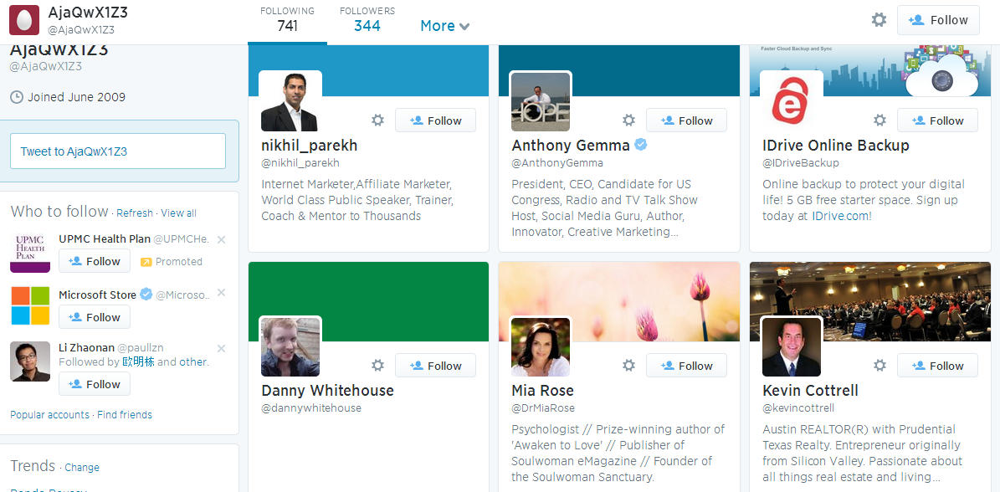 AjaQwX1Z3
@AjaQwX1Z3
FOLLOWING
741
FOLLOWERS
344
More
Follow
AjaQwX1Z3
@AjaQwX1Z3
Joined June 2009
Tweet to AjaQwX1Z3
Who to follow · Refresh · View all
UPMC
HEALTH
PLAN
UPMC Health Plan @UPMCHe.
Follow
Promoted
Microsoft Store @Microso..
Follow
Li Zhaonan @paullzn
Followed by 欧明栋 and other.
Follow
Popular accounts · Find friends
Trends · Change
Follow
nikhil_parekh
@nikhil_parekh
Internet Marketer,Affiliate Marketer,
World Class Public Speaker, Trainer,
Coach & Mentor to Thousands
HOPE
Follow
Anthony Gemma
@AnthonyGemma
President, CEO, Candidate for US
Congress, Radio and TV Talk Show
Host, Social Media Guru, Author,
Innovator, Creative Marketing...
Faster Cloud Backup and Sync
e
Follow
IDrive Online Backup
@IDriveBackup
Online backup to protect your digital
life! 5 GB free starter space. Sign up
today at IDrive.com!
Follow
Danny Whitehouse
@dannywhitehouse
Follow
Mia Rose
@DrMiaRose
Psychologist // Prize-winning author of
'Awaken to Love' // Publisher of
Soulwoman eMagazine // Founder of
the Soulwoman Sanctuary.
Follow
Kevin Cottrell
@kevincottrell
Austin REALTOR(R) with Prudential
Texas Realty. Entrepreneur originally
from Silicon Valley. Passionate about
all things real estate and living...